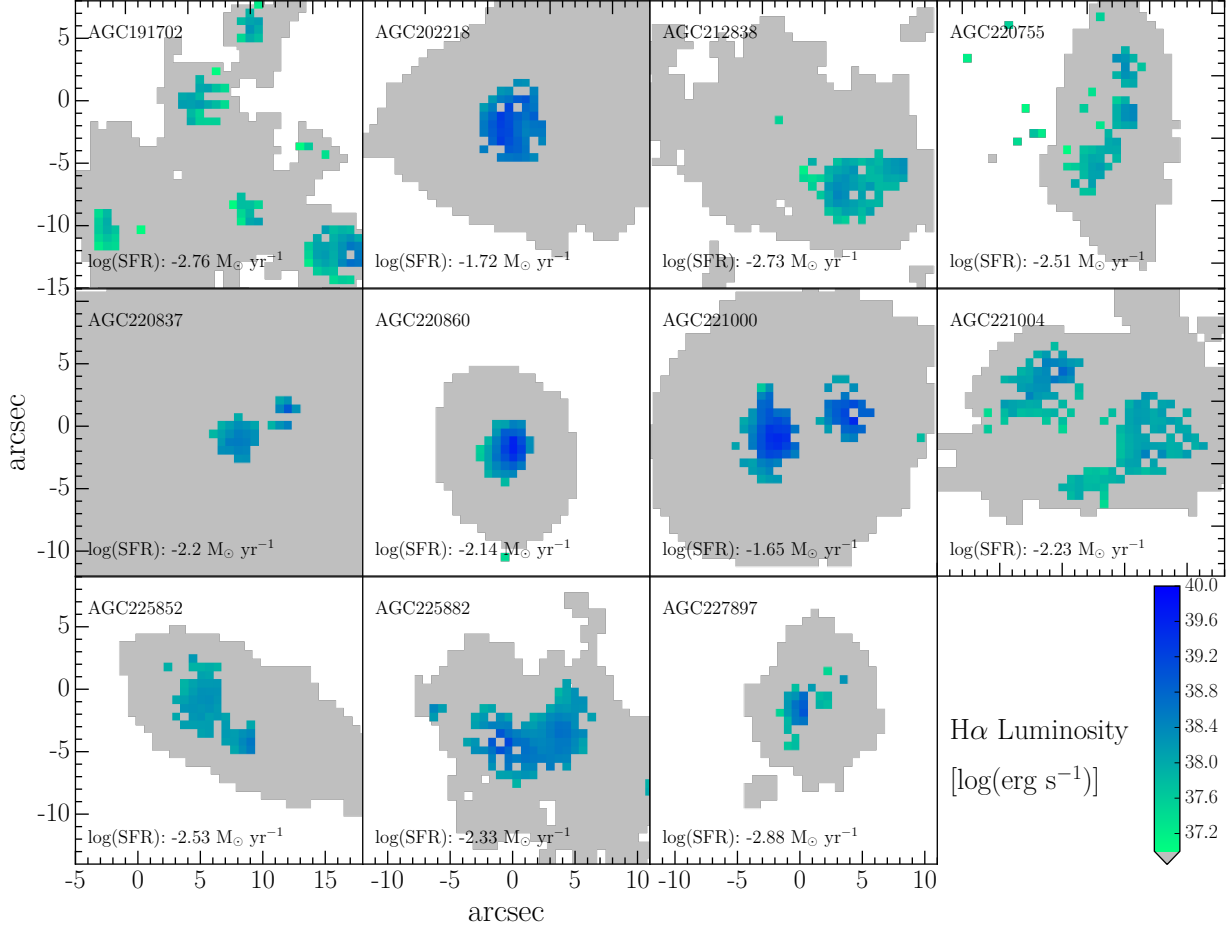 AGC191702
AGC202218
AGC212838
AGC220755
5
0
-5
-10
-15
log(SFR): -2.76 M⊙ yr⁻¹
log(SFR): -1.72 M⊙ yr⁻¹
log(SFR): -2.73 M⊙ yr⁻¹
log(SFR): -2.51 M⊙ yr⁻¹
-10 -5 0 5 10
AGC220837
AGC220860
AGC221000
AGC221004
5
0
-5
-10
arcsec
log(SFR): -2.2 M⊙ yr⁻¹
log(SFR): -2.14 M⊙ yr⁻¹
log(SFR): -1.65 M⊙ yr⁻¹
log(SFR): -2.23 M⊙ yr⁻¹
AGC225852
AGC225882
AGC227897
5
0
-5
-10
log(SFR): -2.53 M⊙ yr⁻¹
log(SFR): -2.33 M⊙ yr⁻¹
log(SFR): -2.88 M⊙ yr⁻¹
-5 0 5 10 15
-5 0 5 10
-10 -5 0 5 10
arcsec
Hα Luminosity
[log(erg s⁻¹)]
40.0
39.6
39.2
38.8
38.4
38.0
37.6
37.2